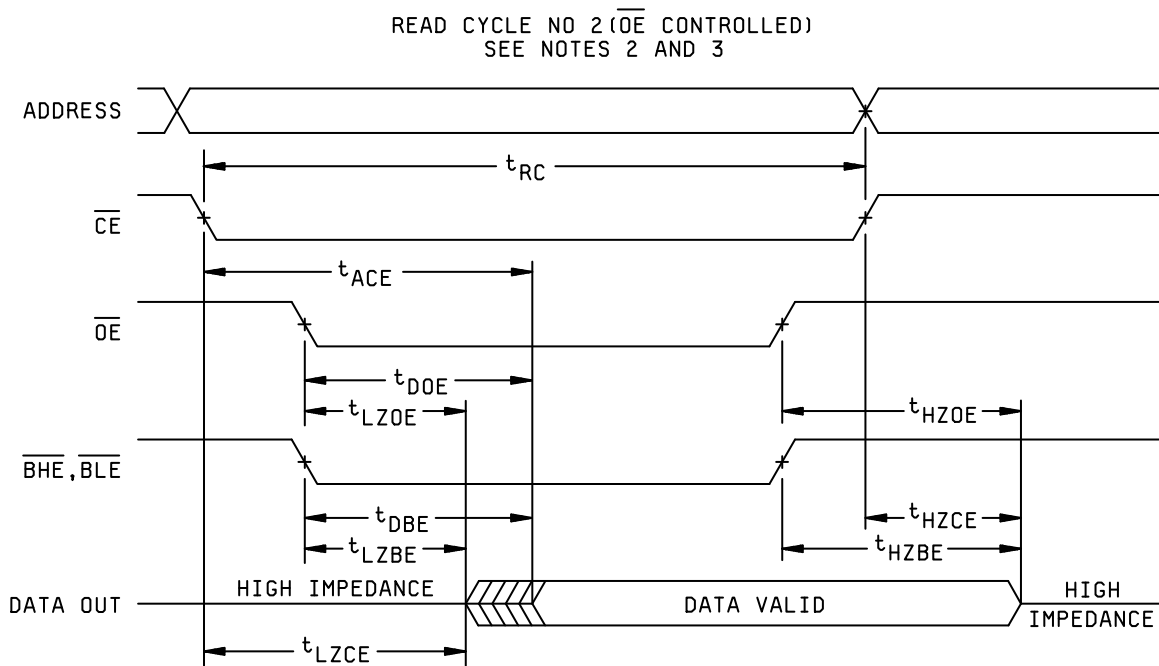 READ CYCLE NO 2 (OE CONTROLLED)
SEE NOTES 2 AND 3
ADDRESS
tRC
CE
tACE
OE
tDOE
tLZOE
tHZOE
BHE,BLE
tDBE
tHZCE
tLZBE
tHZBE
HIGH IMPEDANCE
DATA OUT
DATA VALID
HIGH
IMPEDANCE
tLZCE